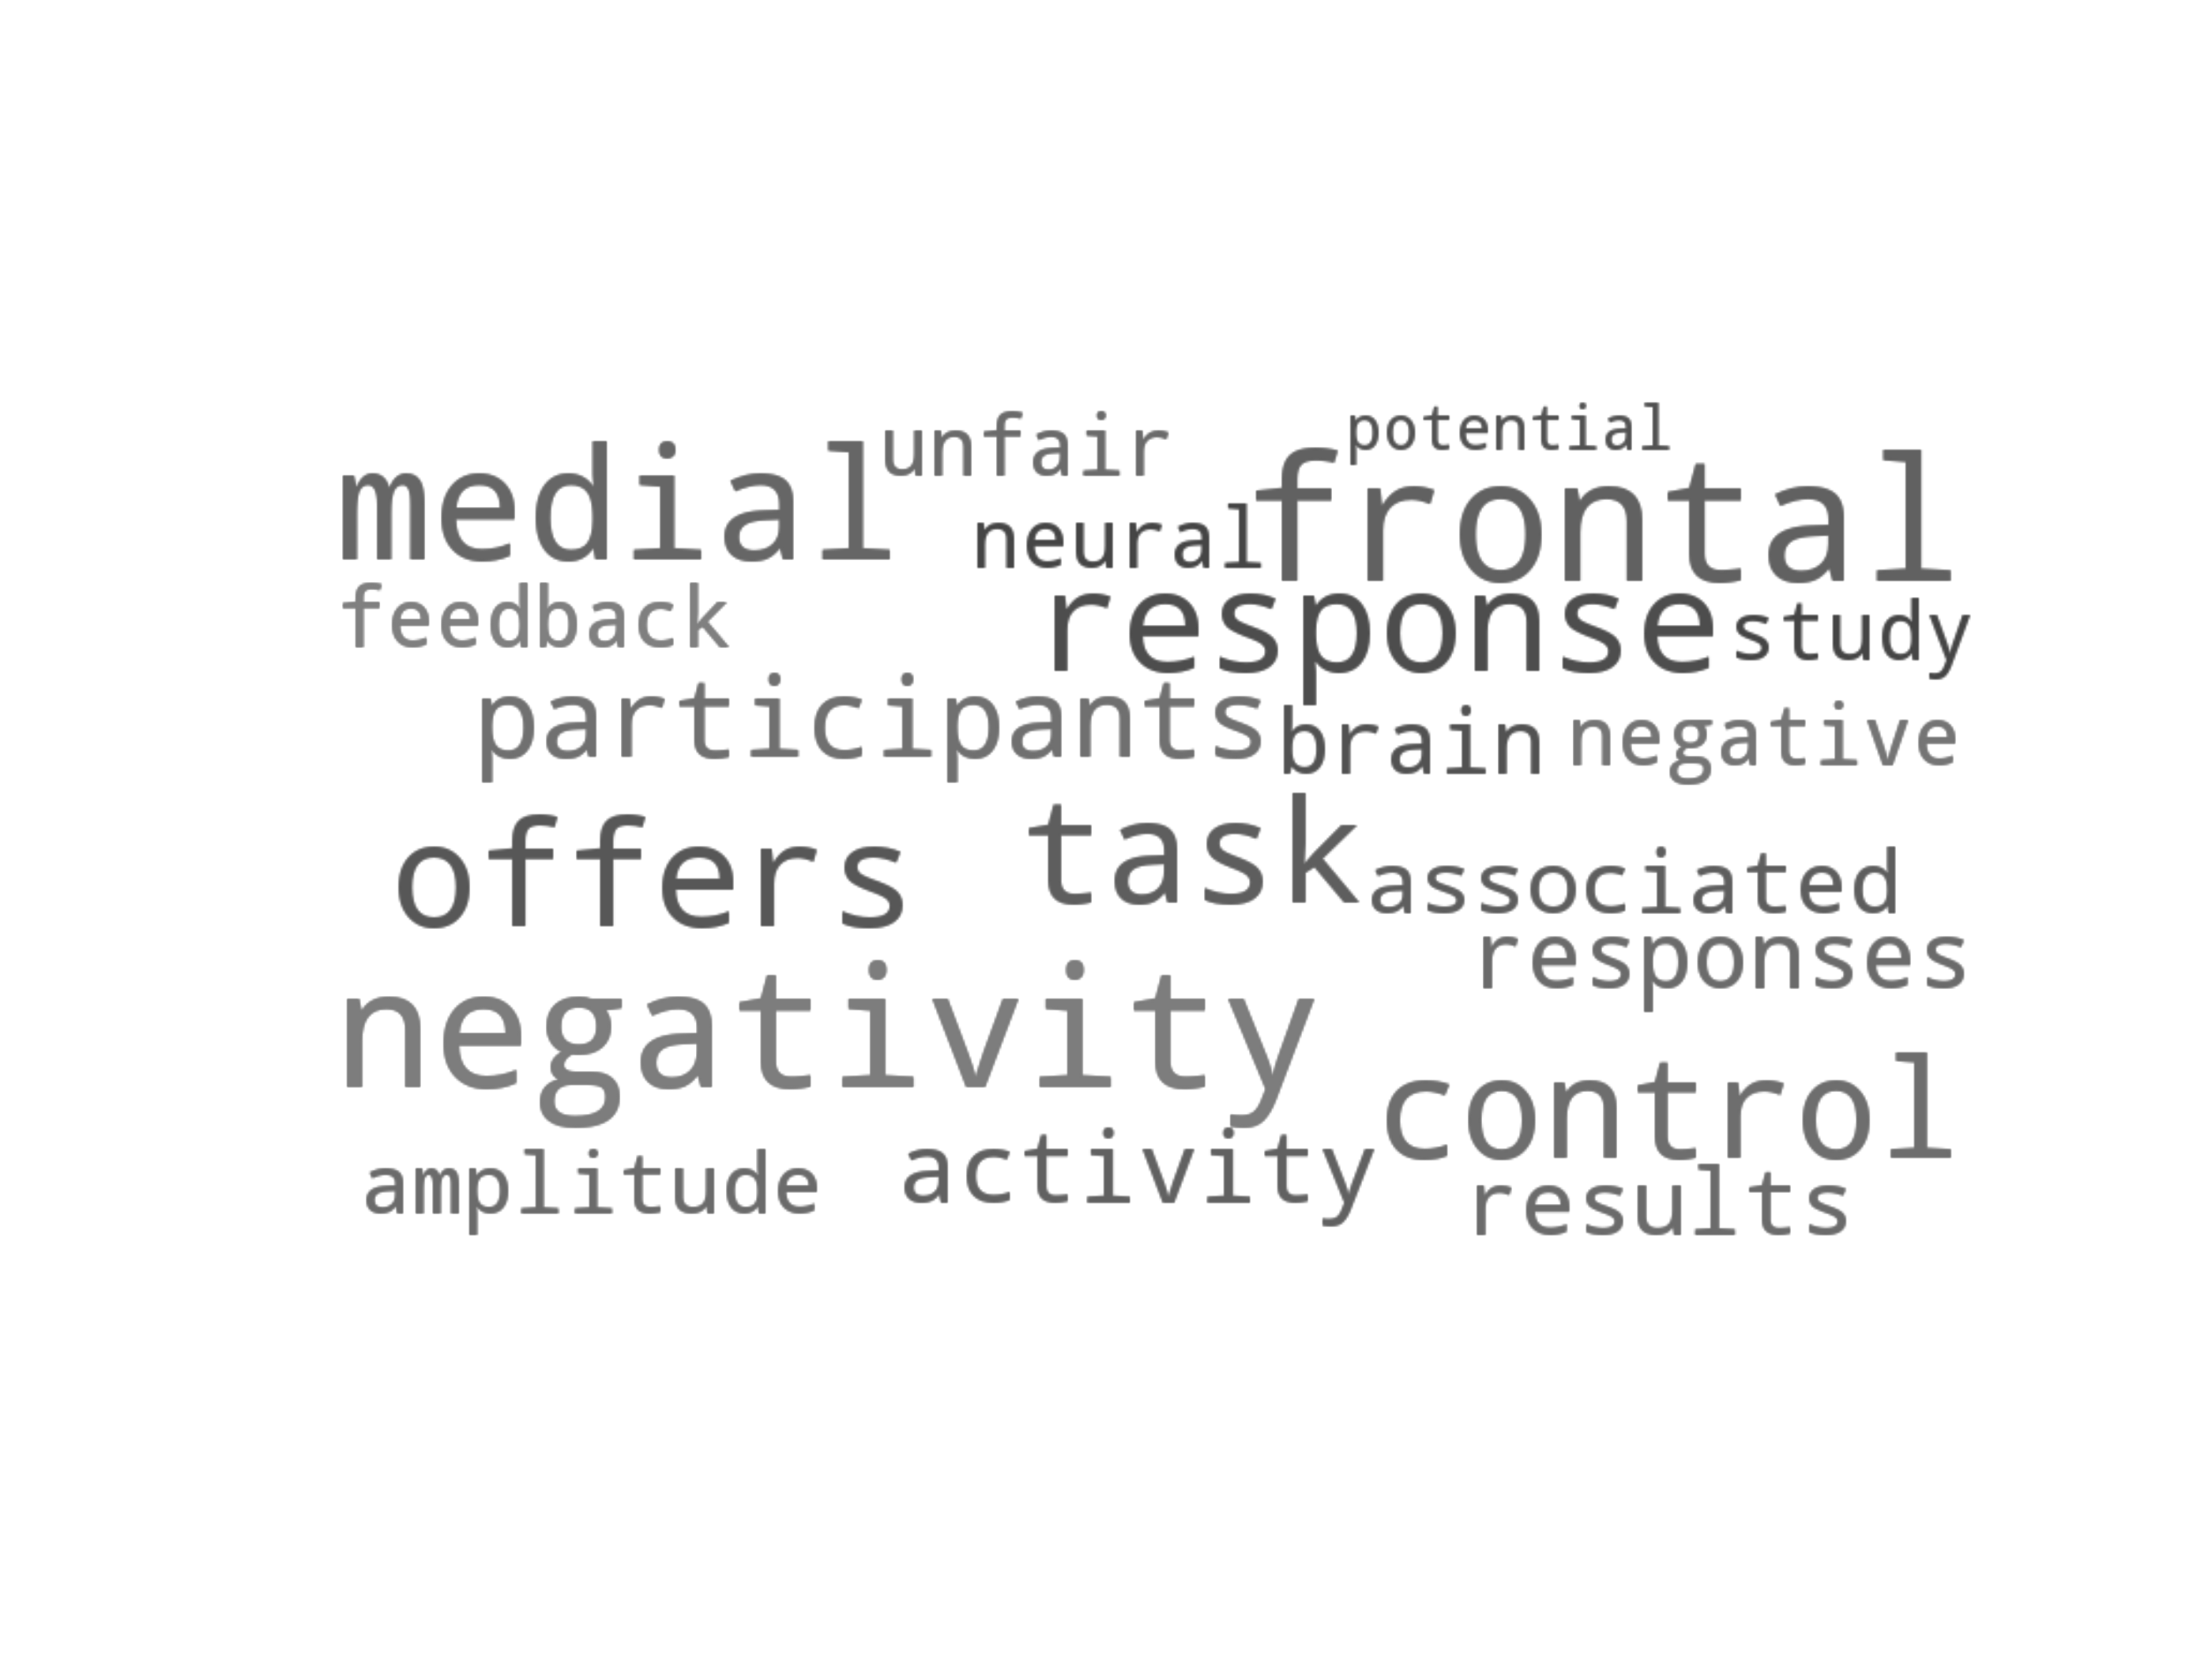 unfair potential
medial neural frontal
feedback response study
participants brain negative
offers task associated
responses
negativity control
amplitude activity results